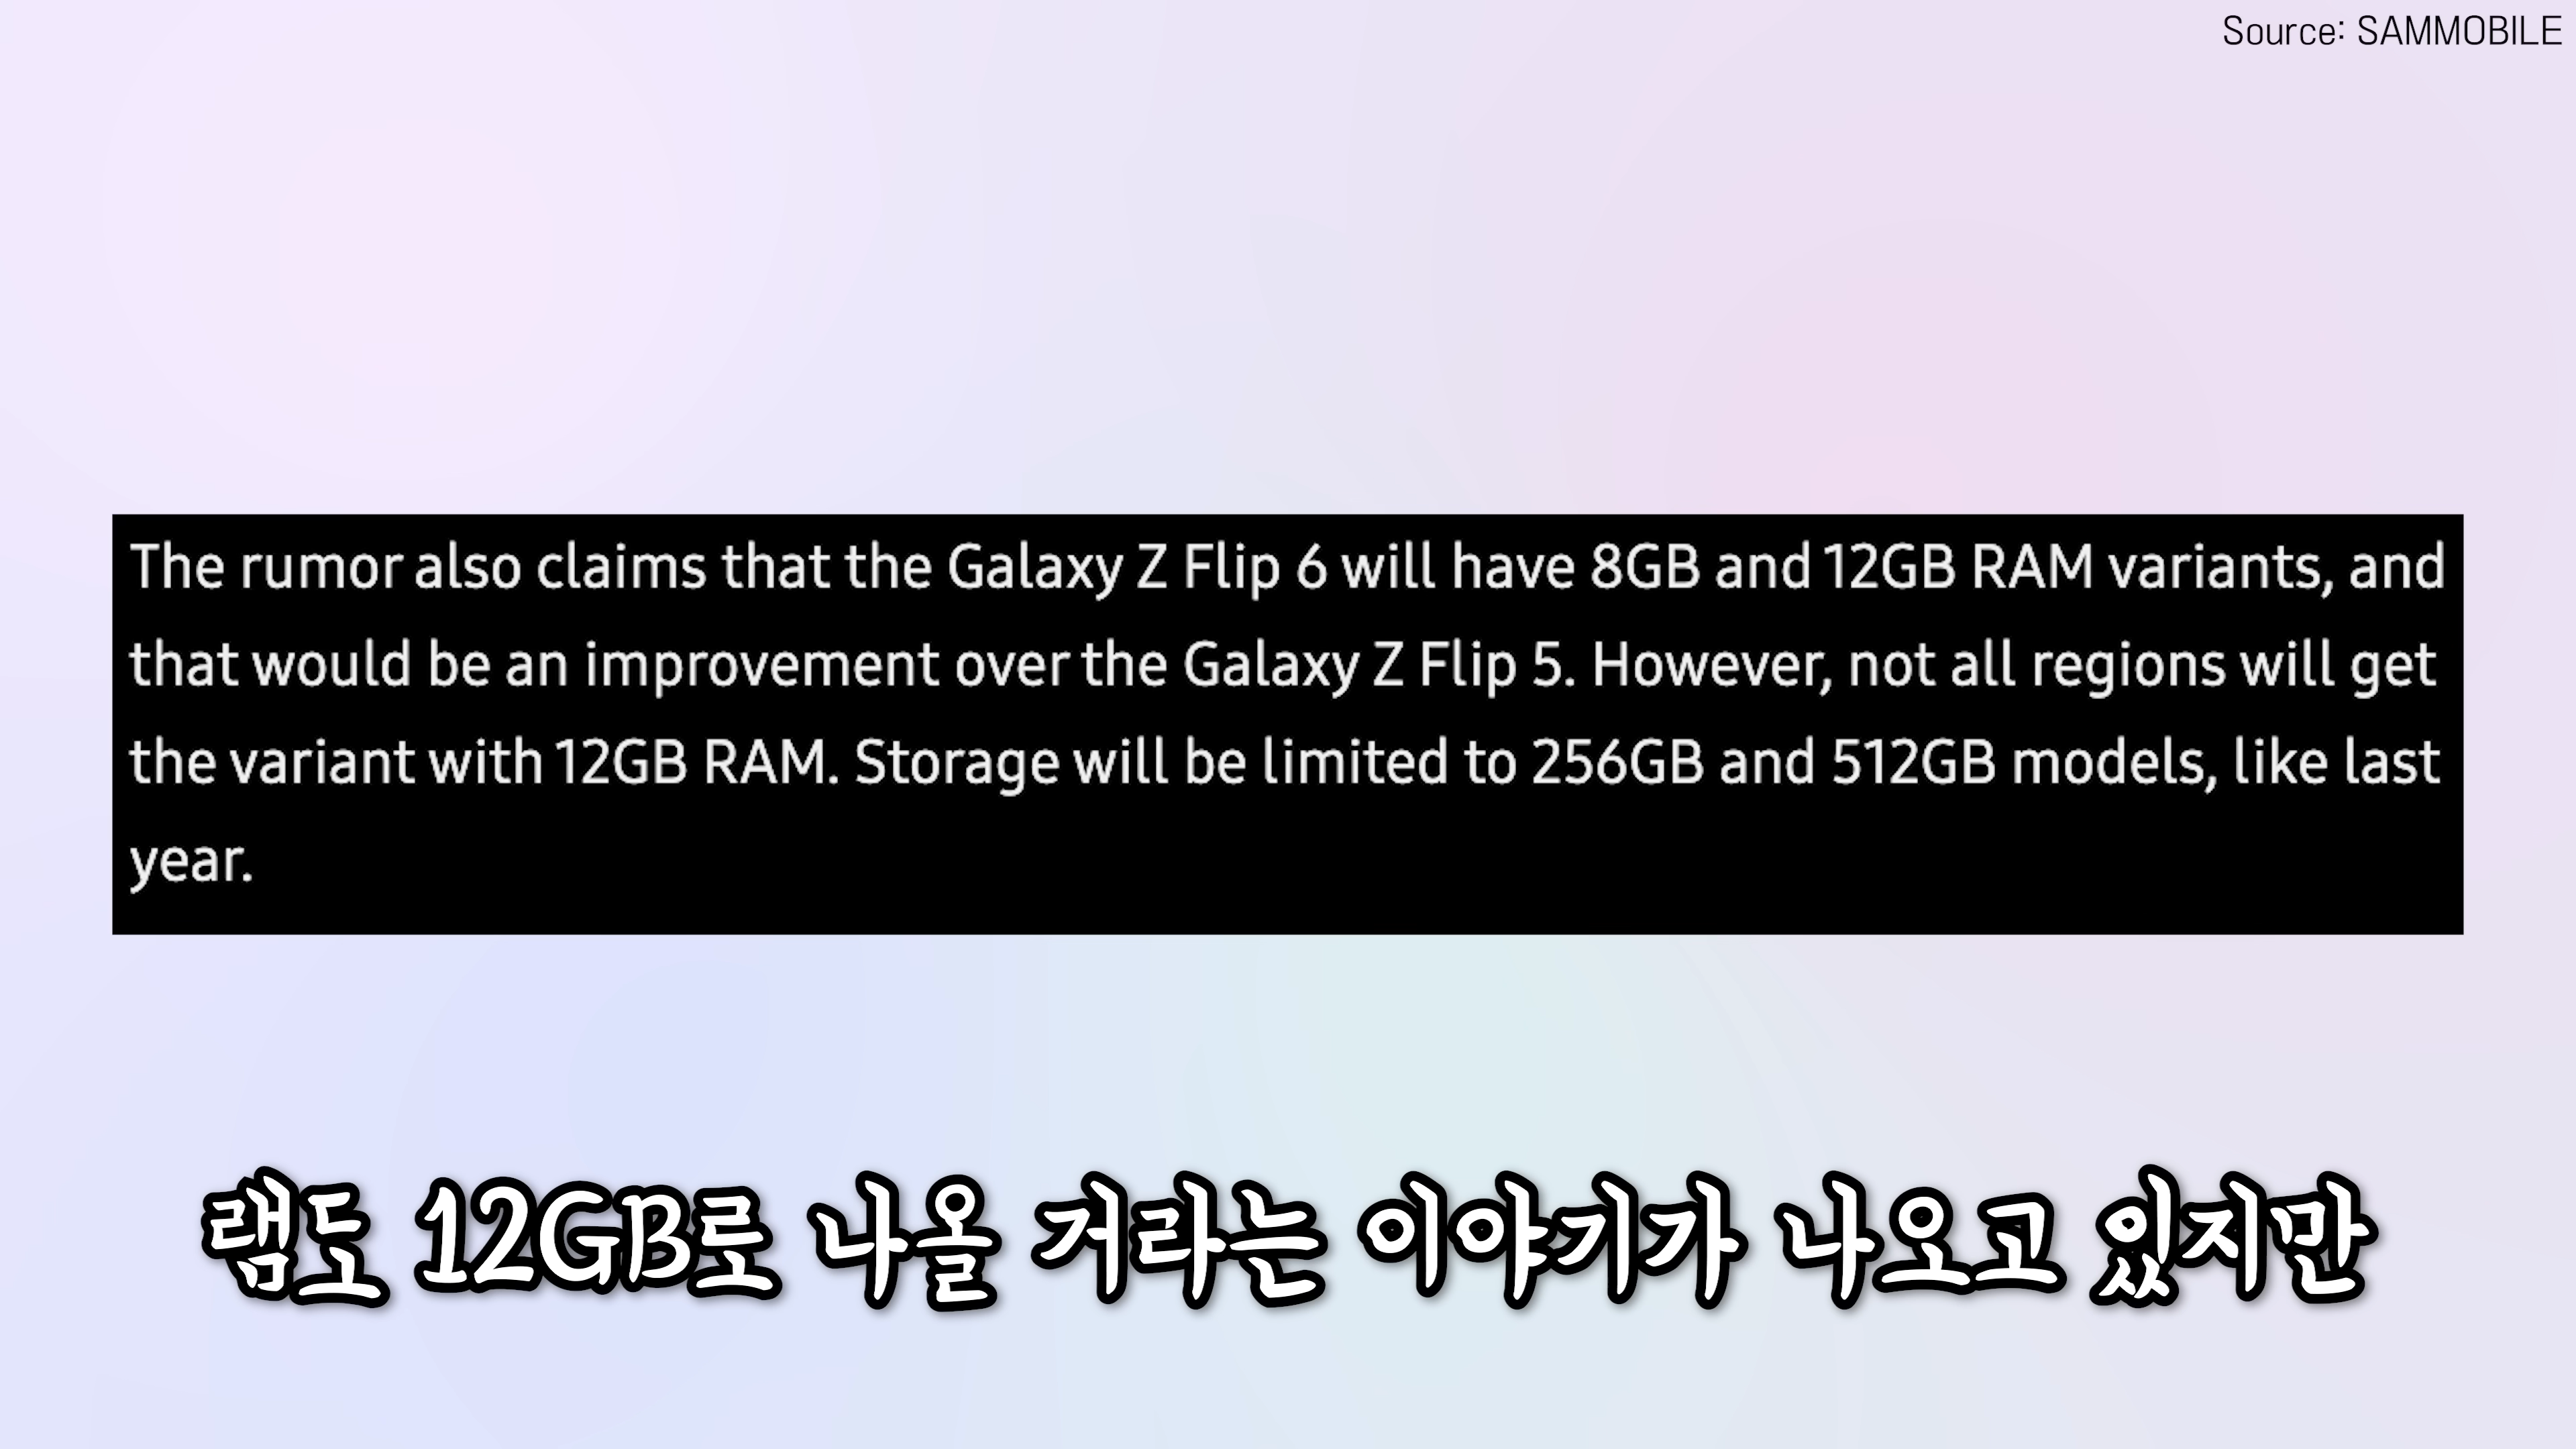 Source: SAMMOBILE
The rumor also claims that the Galaxy Z Flip 6 will have 8GB and 12GB RAM variants, and
that would be an improvement over the Galaxy Z Flip 5. However, not all regions will get
the variant with 12GB RAM. Storage will be limited to 256GB and 512GB models, like last
year.
램도 12GB로 나올 거라는 이야기가 나오고 있지만